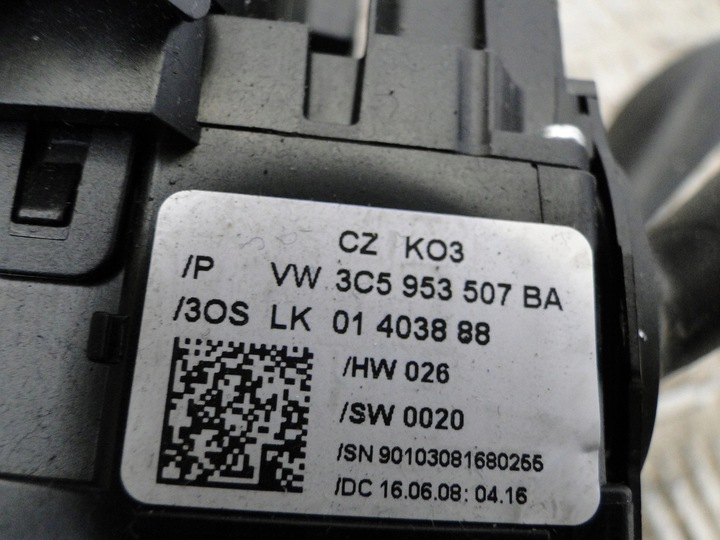 CZ KO3
/P VW 3C5 953 507 BA
/3OS LK 01 4038 88
/HW 026
/SW 0020
/SN 90103081680255
/DC 16.06.08: 04.16